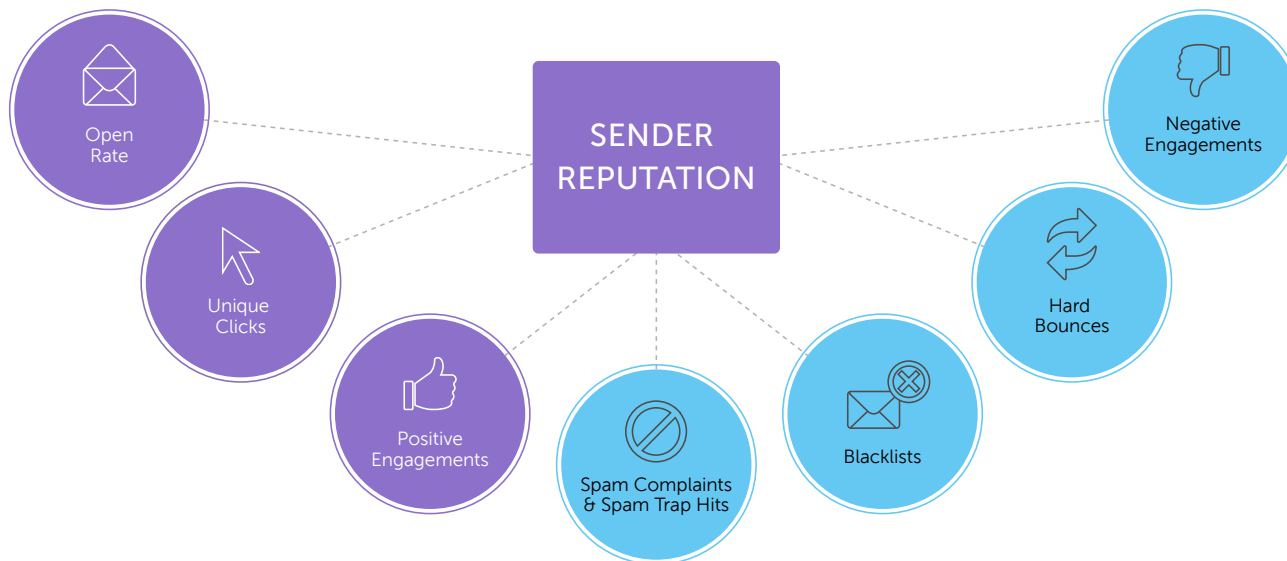 SENDER
REPUTATION
Open
Rate
Unique
Clicks
Positive
Engagements
Spam Complaints
& Spam Trap Hits
Blacklists
Hard
Bounces
Negative
Engagements